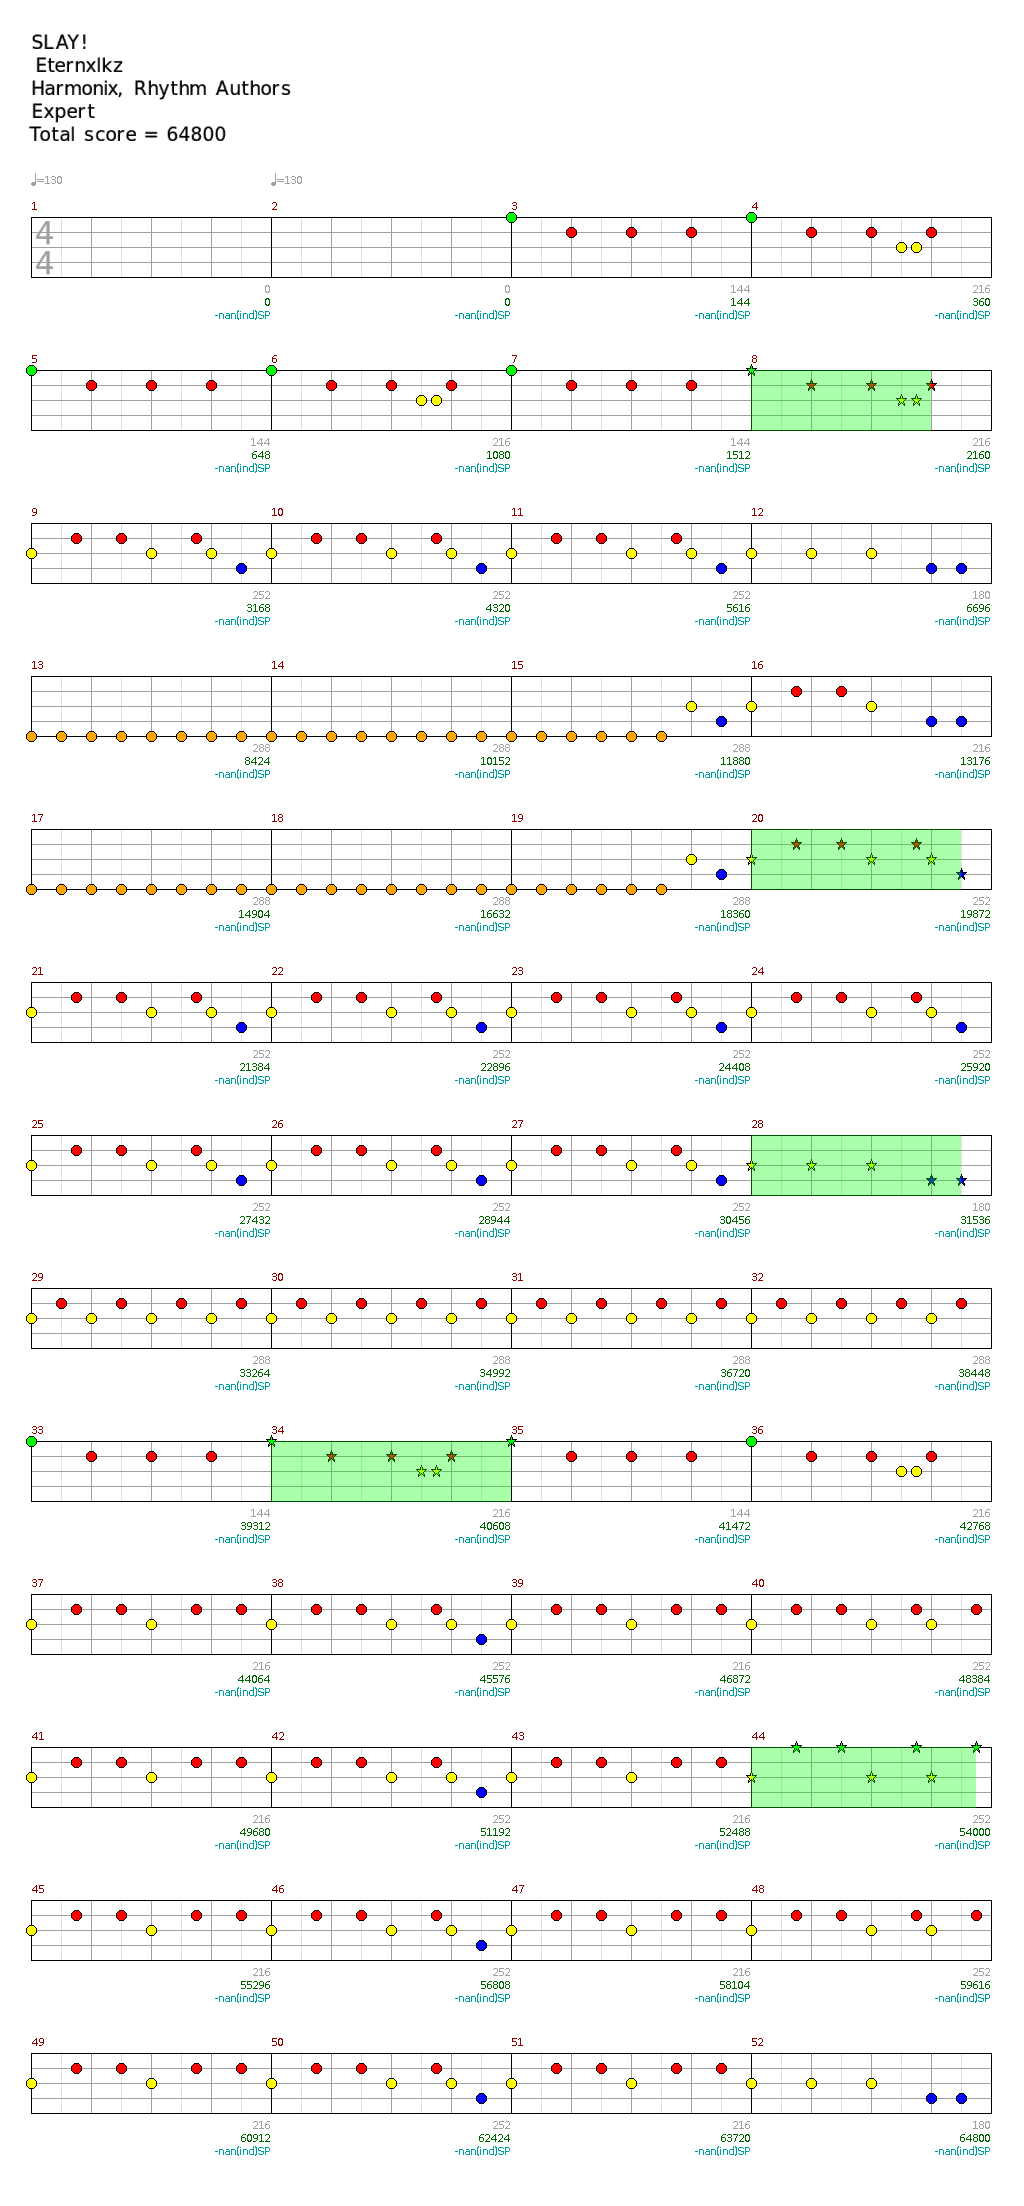 SLAY!
Eternxlkz
Harmonix, Rhythm Authors
Expert
Total score = 64800
♩=130 ♩=130
1 2 3 4
4
4
0 0 144 216
0 0 144 360
-nan(ind)SP -nan(ind)SP -nan(ind)SP -nan(ind)SP
5 6 7 8
144 216 144 216
648 1080 1512 2160
-nan(ind)SP -nan(ind)SP -nan(ind)SP -nan(ind)SP
9 10 11 12
252 252 252 180
3168 4320 5616 6696
-nan(ind)SP -nan(ind)SP -nan(ind)SP -nan(ind)SP
13 14 15 16
288 288 288 216
8424 10152 11880 13176
-nan(ind)SP -nan(ind)SP -nan(ind)SP -nan(ind)SP
17 18 19 20
288 288 288 252
14904 16632 18360 19872
-nan(ind)SP -nan(ind)SP -nan(ind)SP -nan(ind)SP
21 22 23 24
252 252 252 252
21384 22896 24408 25920
-nan(ind)SP -nan(ind)SP -nan(ind)SP -nan(ind)SP
25 26 27 28
252 252 252 180
27432 28944 30456 31536
-nan(ind)SP -nan(ind)SP -nan(ind)SP -nan(ind)SP
29 30 31 32
288 288 288 288
33264 34992 36720 38448
-nan(ind)SP -nan(ind)SP -nan(ind)SP -nan(ind)SP
33 34 35 36
144 216 144 216
39312 40608 41472 42768
-nan(ind)SP -nan(ind)SP -nan(ind)SP -nan(ind)SP
37 38 39 40
216 252 216 252
44064 45576 46872 48384
-nan(ind)SP -nan(ind)SP -nan(ind)SP -nan(ind)SP
41 42 43 44
216 252 216 252
49680 51192 52488 54000
-nan(ind)SP -nan(ind)SP -nan(ind)SP -nan(ind)SP
45 46 47 48
216 252 216 252
55296 56808 58104 59616
-nan(ind)SP -nan(ind)SP -nan(ind)SP -nan(ind)SP
49 50 51 52
216 252 216 180
60912 62424 63720 64800
-nan(ind)SP -nan(ind)SP -nan(ind)SP -nan(ind)SP